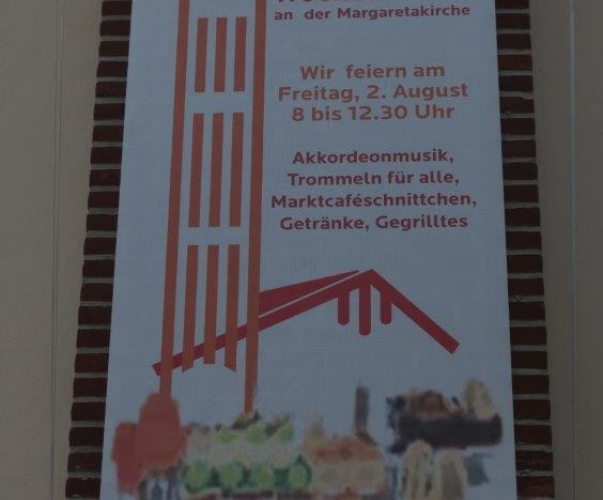 an der Margaretakirche
Wir feiern am
Freitag, 2. August
8 bis 12.30 Uhr
Akkordeonmusik,
Trommeln für alle,
Marktcaféschnittchen,
Getränke, Gegrilltes